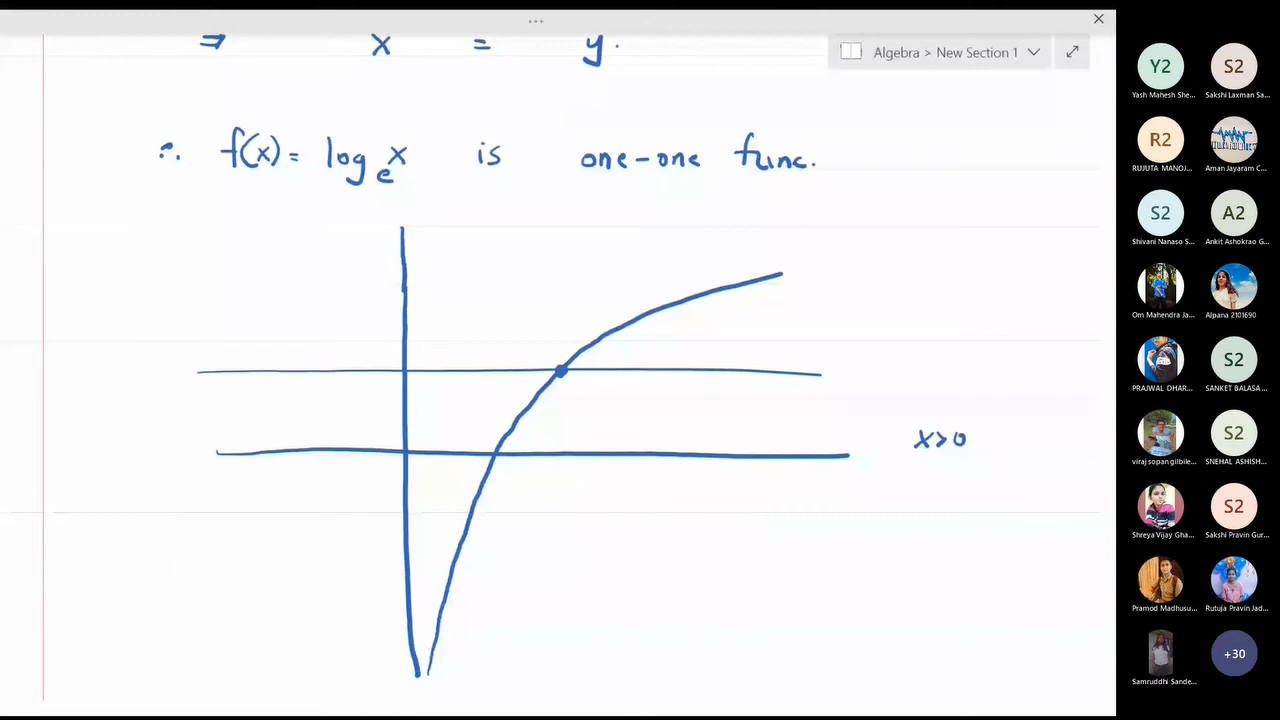 ⇒ x = y.
Algebra > New Section 1
∴ f(x) = log_e x is one-one func.
x>0
Y2
Yash Mahesh She...
S2
Sakshi Laxman Sa...
R2
RUJUTA MANOJ...
Aman Jayaram C...
S2
Shivani Nanaso S...
A2
Ankit Ashokrao G...
Om Mahendra Ja...
Alpana 2101690
PRAJWAL DHAR...
S2
SANKET BALASA...
viraj sopan gilbile...
S2
SNEHAL ASHISH...
Shreya Vijay Gha...
S2
Sakshi Pravin Gur...
Pramod Madhusu...
Rutuja Pravin Jad...
Samruddhi Sande...
+30